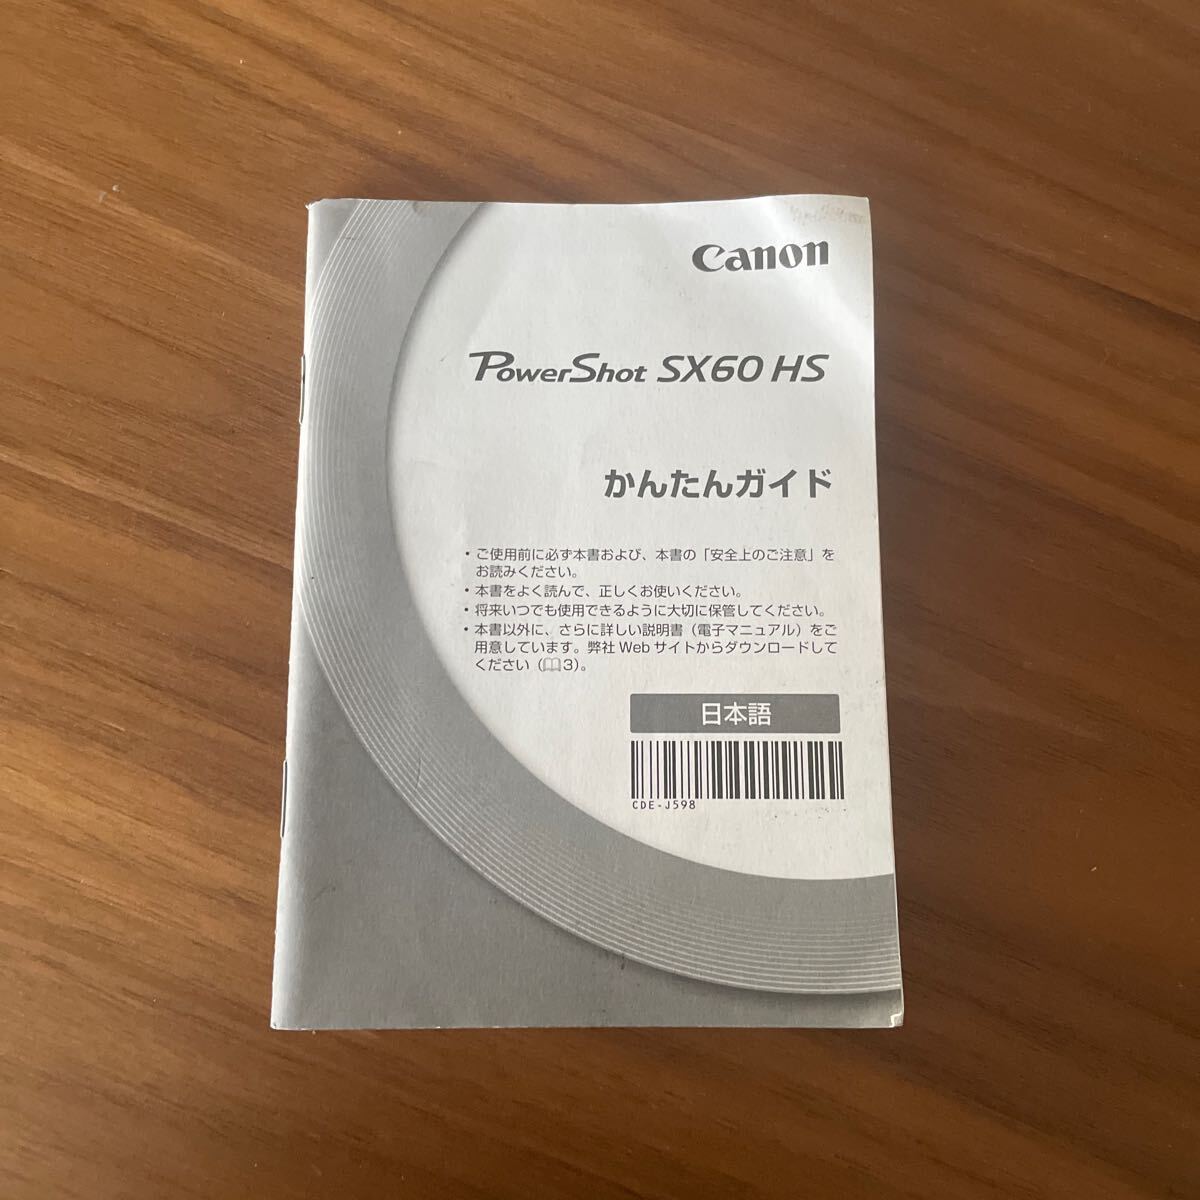 Canon
PowerShot SX60 HS
かんたんガイド
・ご使用前に必ず本書および、本書の「安全上のご注意」を
お読みください。
・本書をよく読んで、正しくお使いください。
・将来いつでも使用できるように大切に保管してください。
・本書以外に、さらに詳しい説明書（電子マニュアル）をご
用意しています。弊社 Web サイトからダウンロードして
ください（📖3）。
日本語
CDE-J598